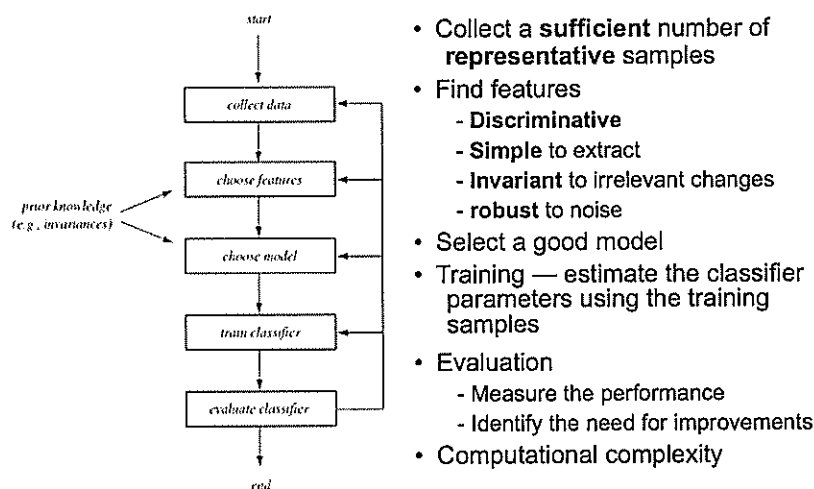 start
collect data
choose features
prior knowledge
(e.g., invariances)
choose model
train classifier
evaluate classifier
end
• Collect a sufficient number of
representative samples
• Find features
- Discriminative
- Simple to extract
- Invariant to irrelevant changes
- robust to noise
• Select a good model
• Training — estimate the classifier
parameters using the training
samples
• Evaluation
- Measure the performance
- Identify the need for improvements
• Computational complexity